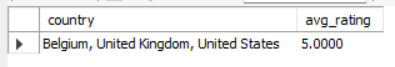 country avg_rating
Belgium, United Kingdom, United States 5.0000